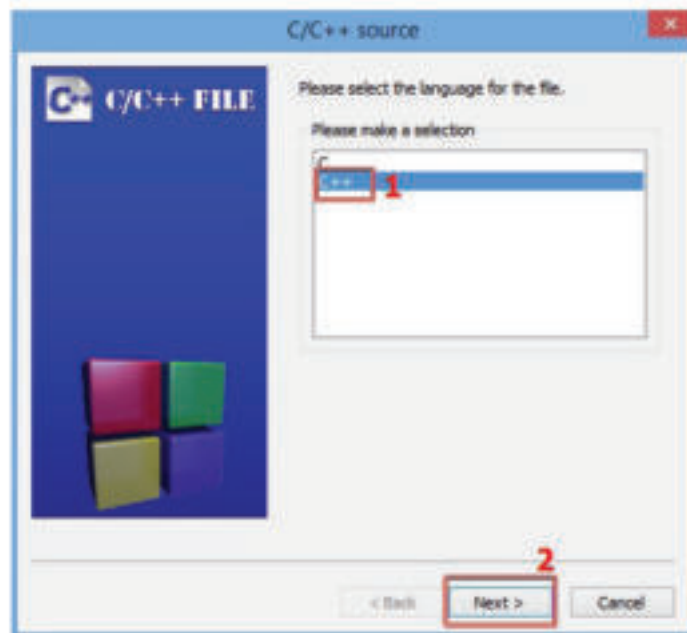 C/C++ source
C++ C/C++ FILE
Please select the language for the file.
Please make a selection
C
C++ 1
2
< Back Next > Cancel